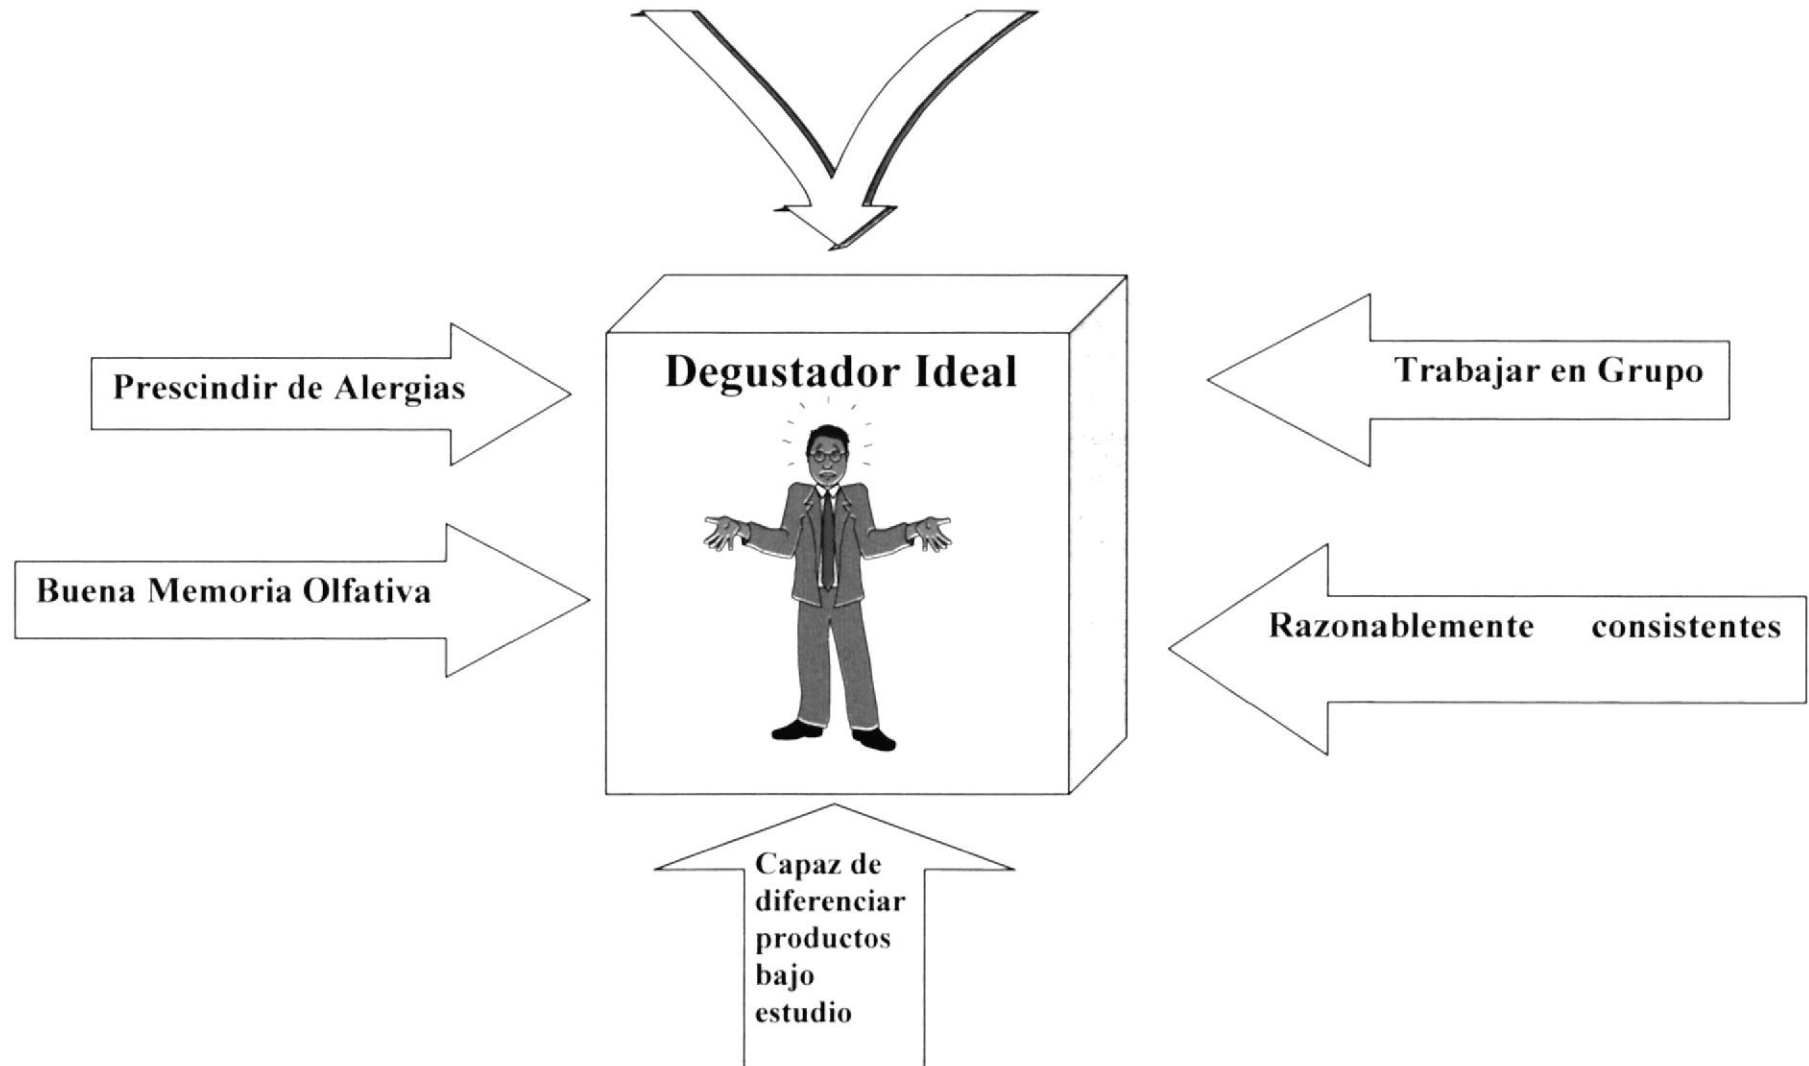 Degustador Ideal
Prescindir de Alergias
Trabajar en Grupo
Buena Memoria Olfativa
Razonablemente consistentes
Capaz de
diferenciar
productos
bajo
estudio